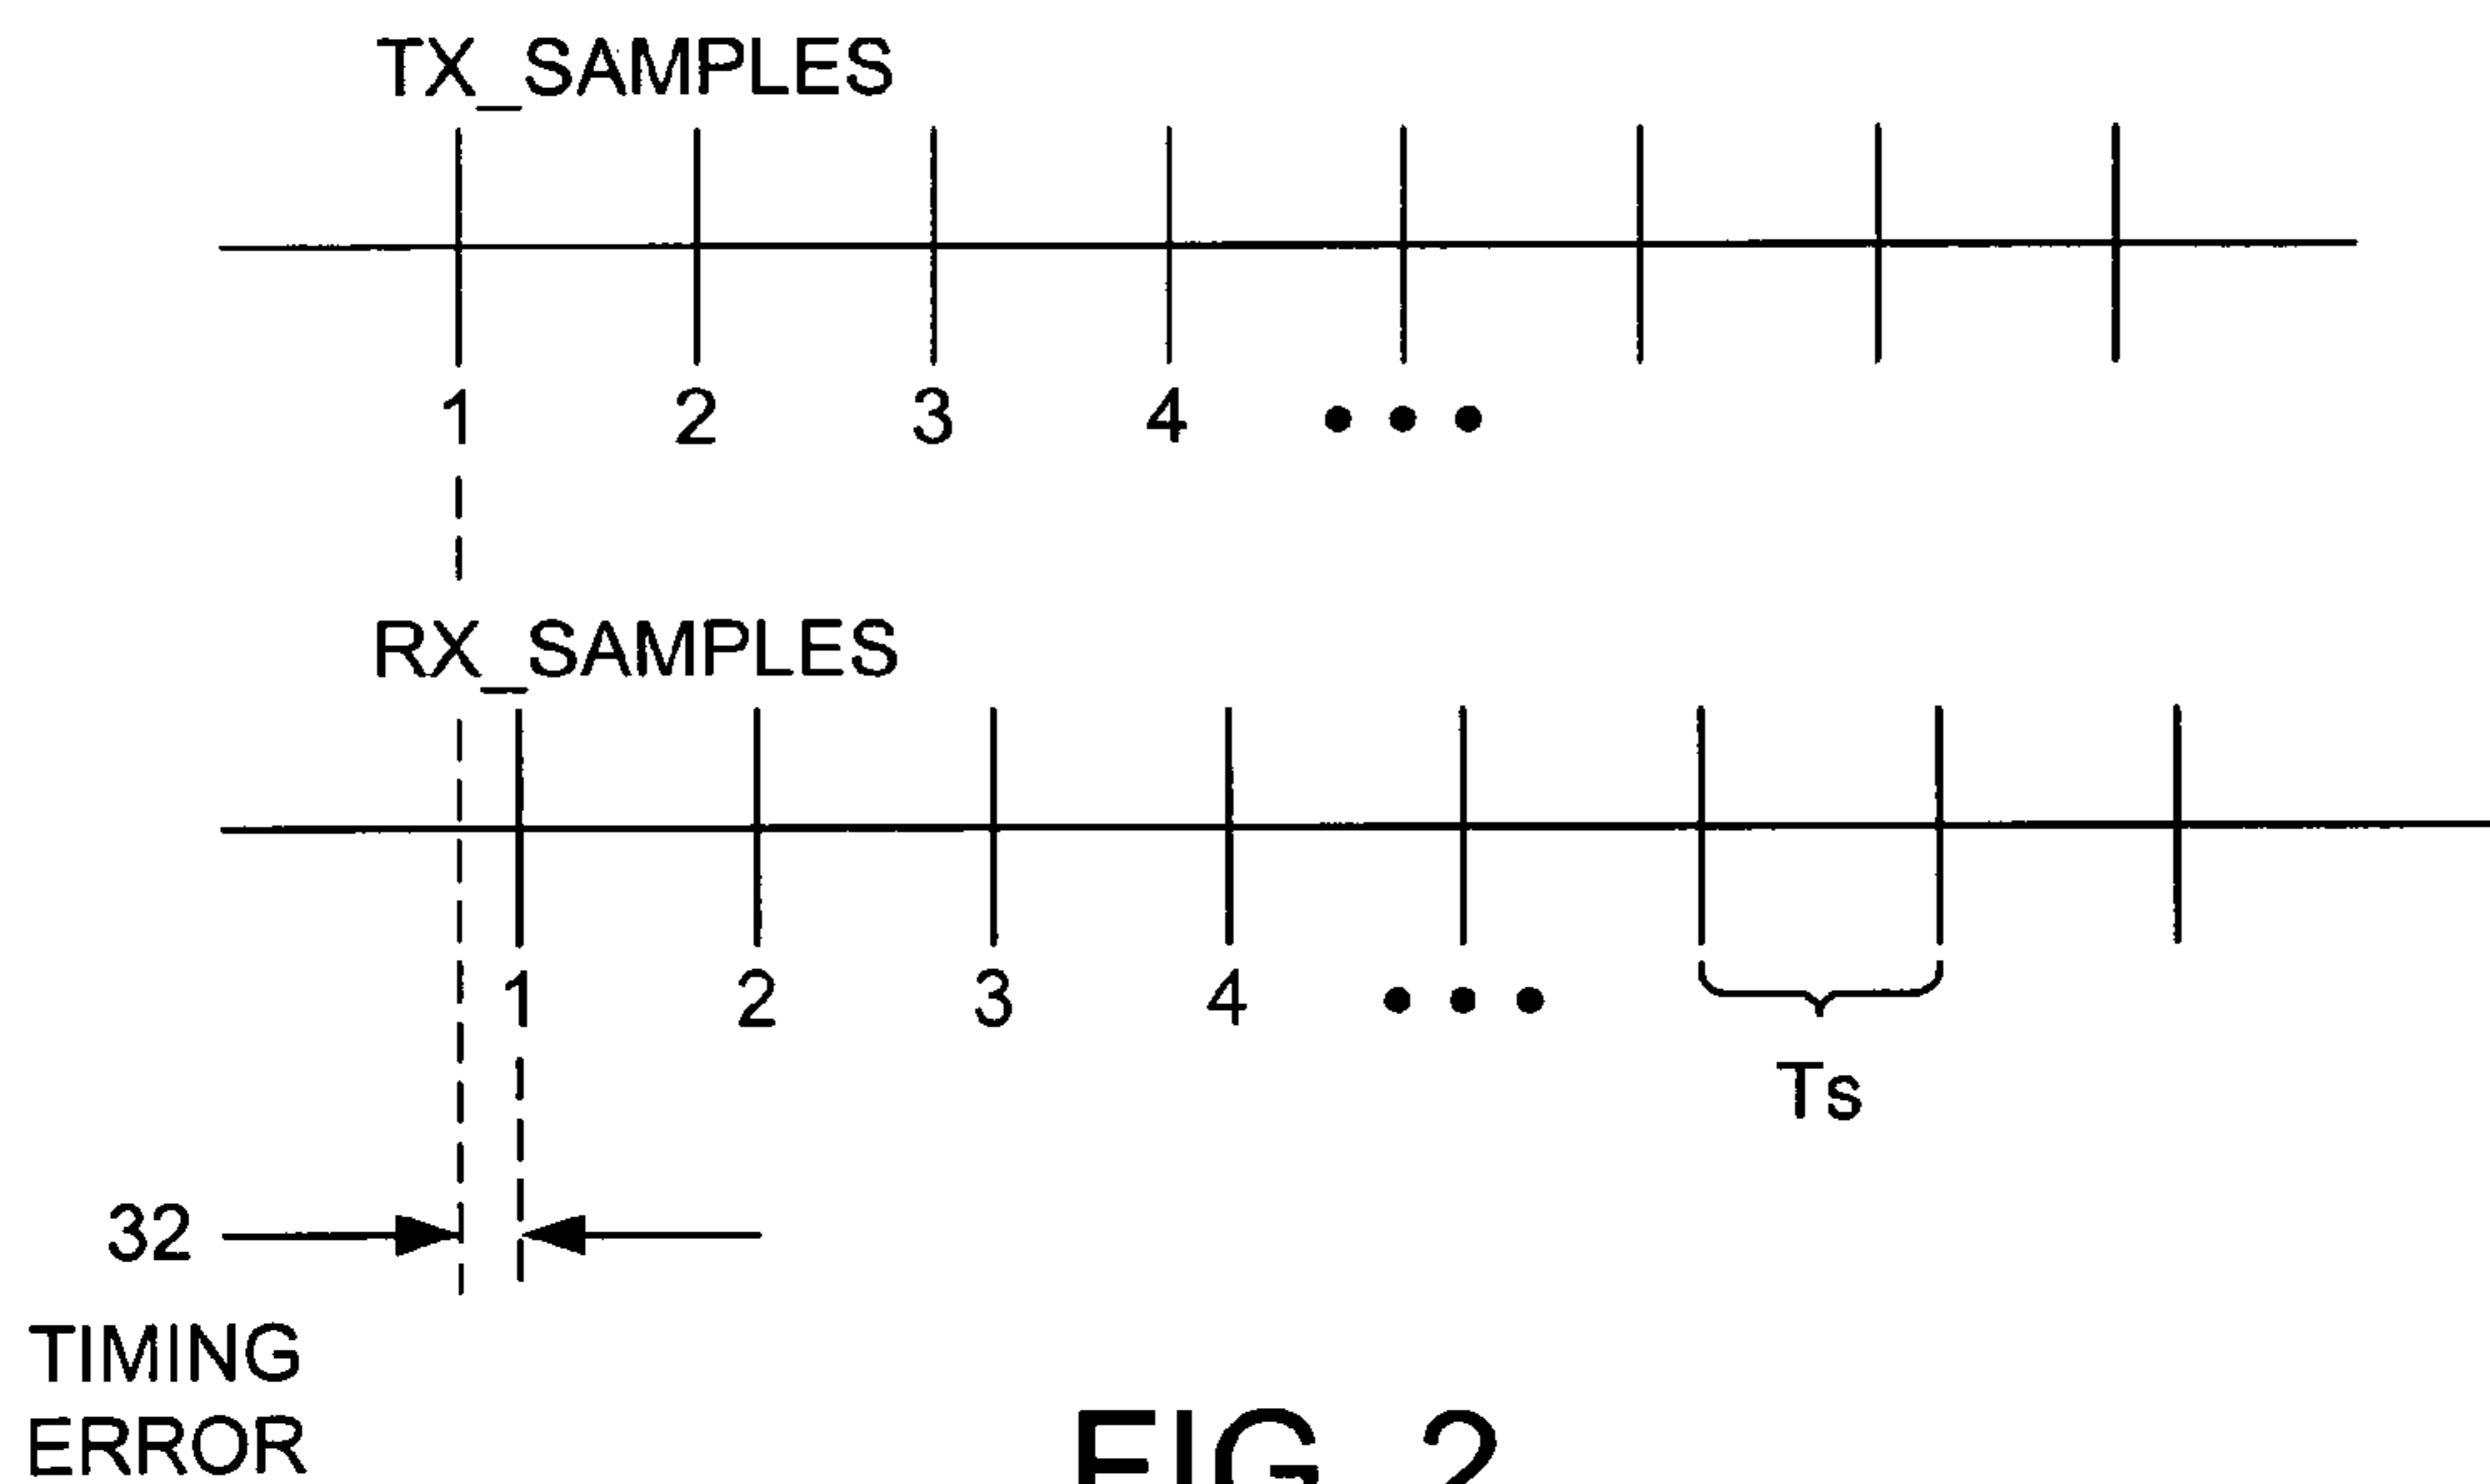 TX_SAMPLES
1 2 3 4 •••
RX_SAMPLES
1 2 3 4 •••
Ts
32
TIMING
ERROR
FIG. 2